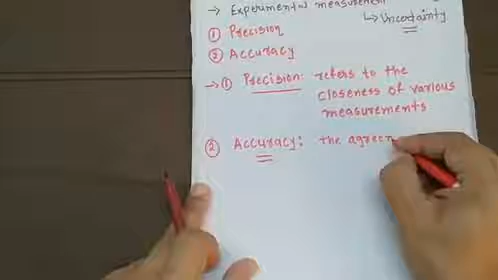 → Experimental measurement
↳ Uncertainty
① Precision
② Accuracy
→ ① Precision: refers to the
closeness of various
measurements
② Accuracy: the agreen